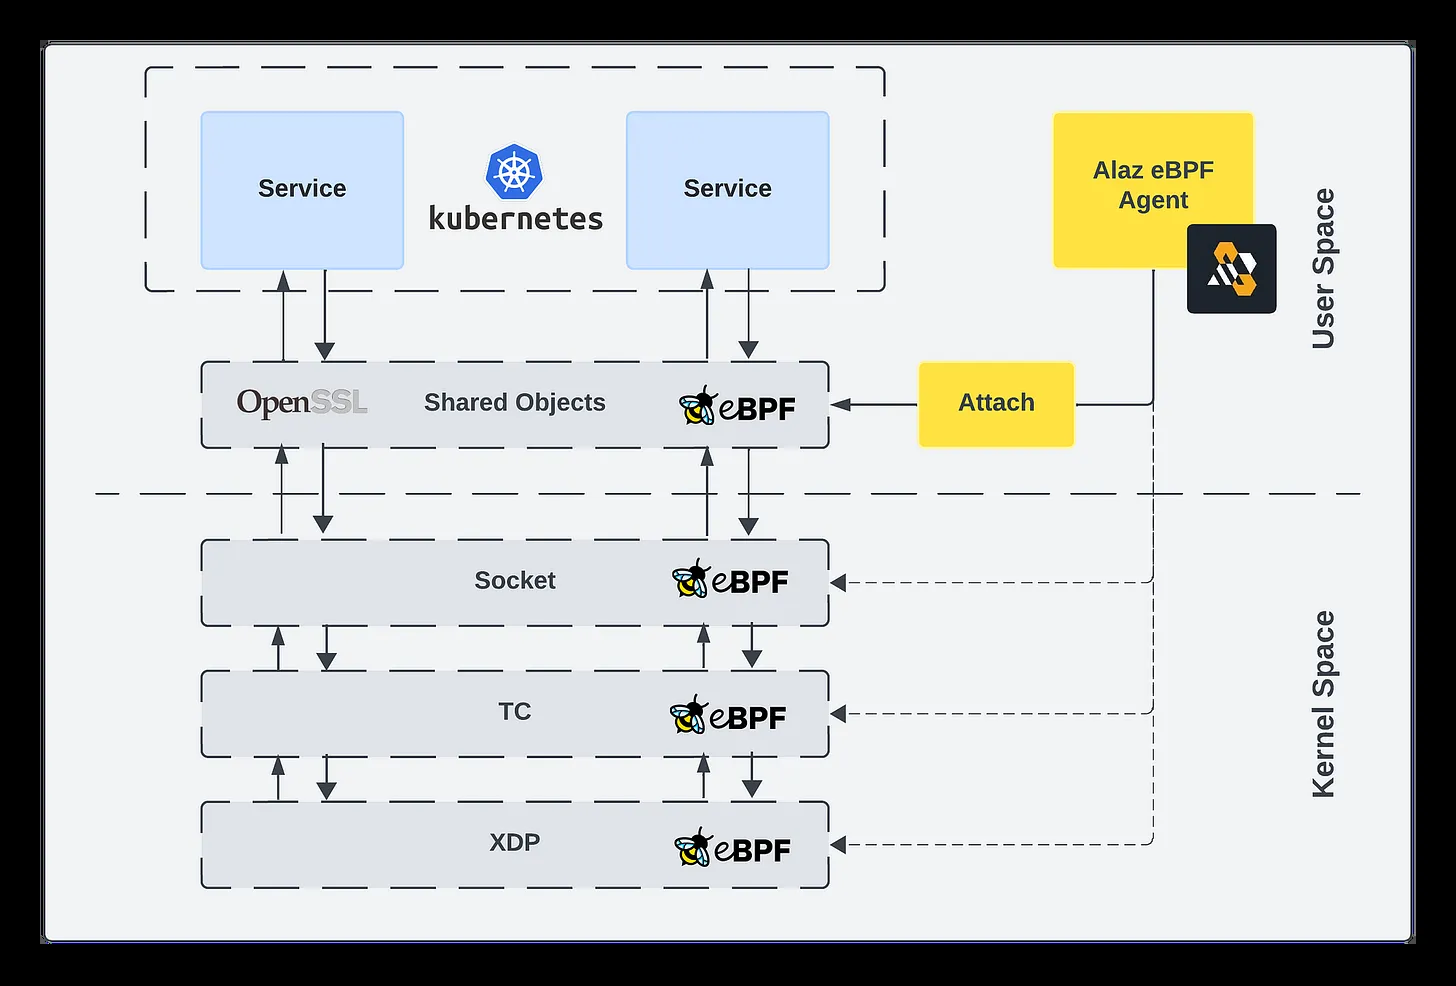 Service
kubernetes
Service
Alaz eBPF
Agent
User Space
OpenSSL
Shared Objects
eBPF
Attach
Socket
eBPF
TC
eBPF
Kernel Space
XDP
eBPF